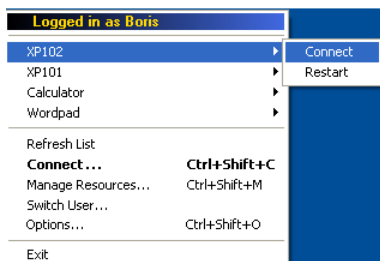 Logged in as Boris
XP102
Connect
XP101
Restart
Calculator
Wordpad
Refresh List
Connect... Ctrl+Shift+C
Manage Resources... Ctrl+Shift+M
Switch User...
Options... Ctrl+Shift+O
Exit